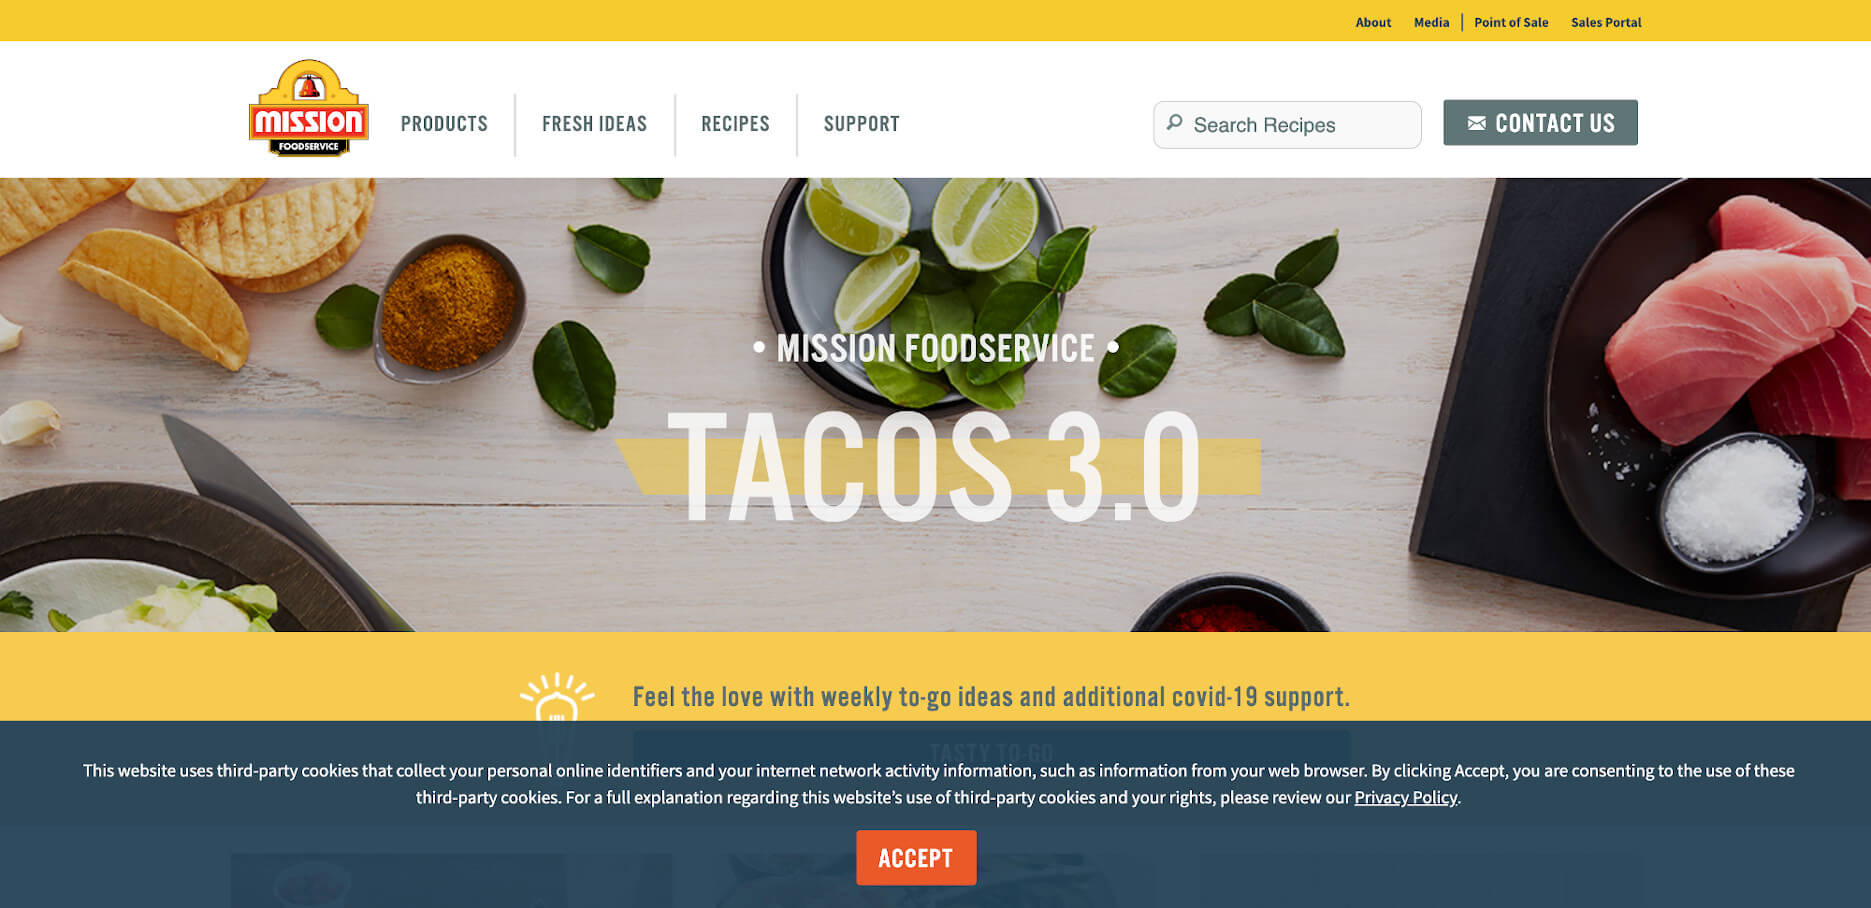 About Media Point of Sale Sales Portal
MISSION
FOODSERVICE
PRODUCTS FRESH IDEAS RECIPES SUPPORT
Search Recipes
CONTACT US
• MISSION FOODSERVICE •
TACOS 3.0
Feel the love with weekly to-go ideas and additional covid-19 support.
TASTY TO-GO
This website uses third-party cookies that collect your personal online identifiers and your internet network activity information, such as information from your web browser. By clicking Accept, you are consenting to the use of these
third-party cookies. For a full explanation regarding this website’s use of third-party cookies and your rights, please review our Privacy Policy.
ACCEPT